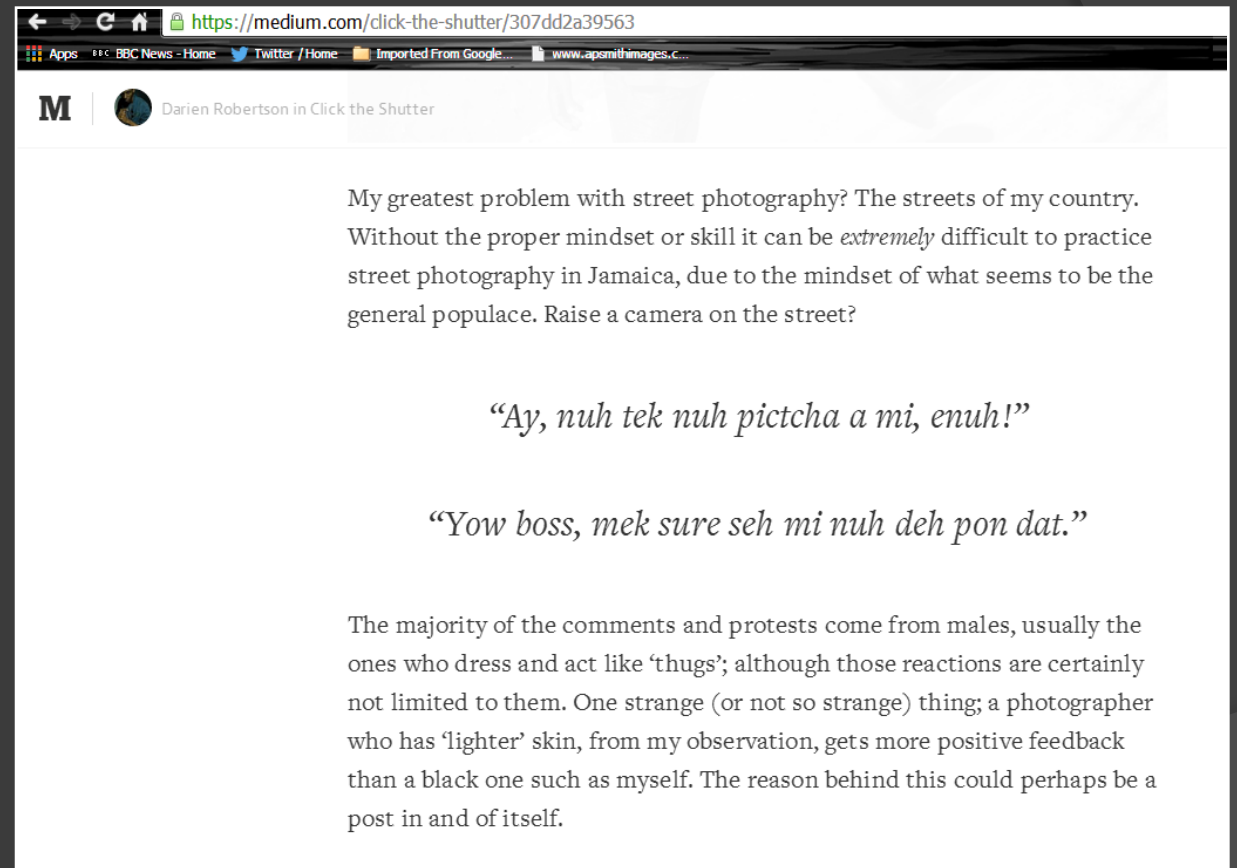 https://medium.com/click-the-shutter/307dd2a39563
Apps BBC BBC News - Home Twitter / Home Imported From Google... www.apsmithimages.c...
M Darien Robertson in Click the Shutter
My greatest problem with street photography? The streets of my country.
Without the proper mindset or skill it can be extremely difficult to practice
street photography in Jamaica, due to the mindset of what seems to be the
general populace. Raise a camera on the street?
“Ay, nuh tek nuh pictcha a mi, enuh!”
“Yow boss, mek sure seh mi nuh deh pon dat.”
The majority of the comments and protests come from males, usually the
ones who dress and act like ‘thugs’; although those reactions are certainly
not limited to them. One strange (or not so strange) thing; a photographer
who has ‘lighter’ skin, from my observation, gets more positive feedback
than a black one such as myself. The reason behind this could perhaps be a
post in and of itself.